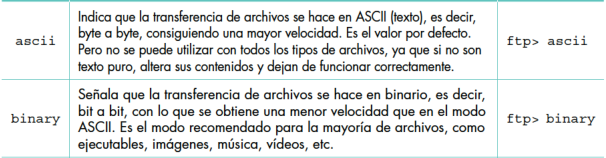 Indica que la transferencia de archivos se hace en ASCII (texto), es decir,
byte a byte, consiguiendo una mayor velocidad. Es el valor por defecto.
ascii
ftp> ascii
Pero no se puede utilizar con todos los tipos de archivos, ya que si no son
texto puro, altera sus contenidos y dejan de funcionar correctamente.
Señala que la transferencia de archivos se hace en binario, es decir,
bit a bit, con lo que se obtiene una menor velocidad que en el modo
binary
ftp> binary
ASCII. Es el modo recomendado para la mayoría de archivos, como
ejecutables, imágenes, música, vídeos, etc.